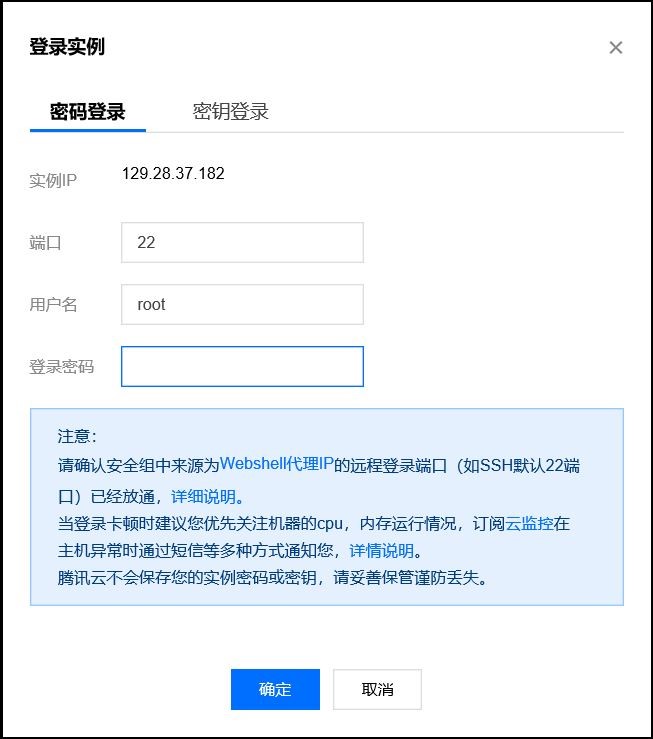 登录实例
密码登录 密钥登录
实例IP 129.28.37.182
端口 22
用户名 root
登录密码
注意：
请确认安全组中来源为Webshell代理IP的远程登录端口（如SSH默认22端
口）已经放通，详细说明。
当登录卡顿时建议您优先关注机器的cpu，内存运行情况，订阅云监控在
主机异常时通过短信等多种方式通知您，详情说明。
腾讯云不会保存您的实例密码或密钥，请妥善保管谨防丢失。
确定 取消